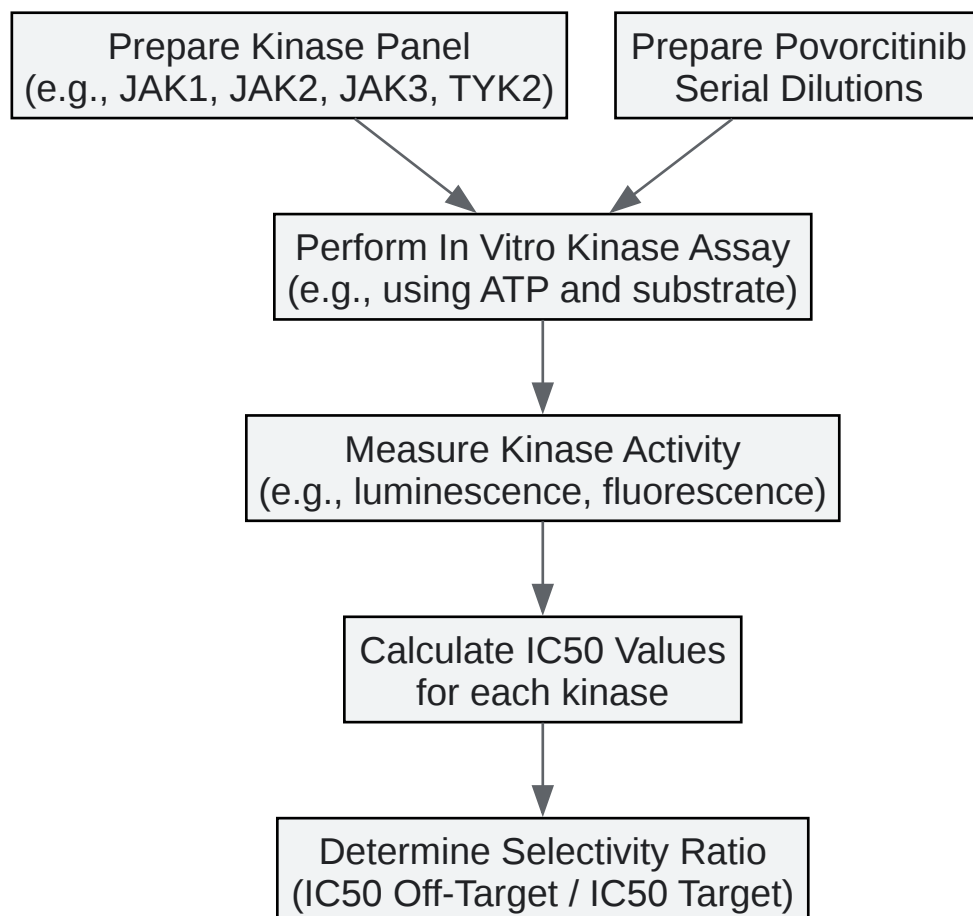 Prepare Kinase Panel
(e.g., JAK1, JAK2, JAK3, TYK2)
Prepare Povorcitinib
Serial Dilutions
Perform In Vitro Kinase Assay
(e.g., using ATP and substrate)
Measure Kinase Activity
(e.g., luminescence, fluorescence)
Calculate IC50 Values
for each kinase
Determine Selectivity Ratio
(IC50 Off-Target / IC50 Target)